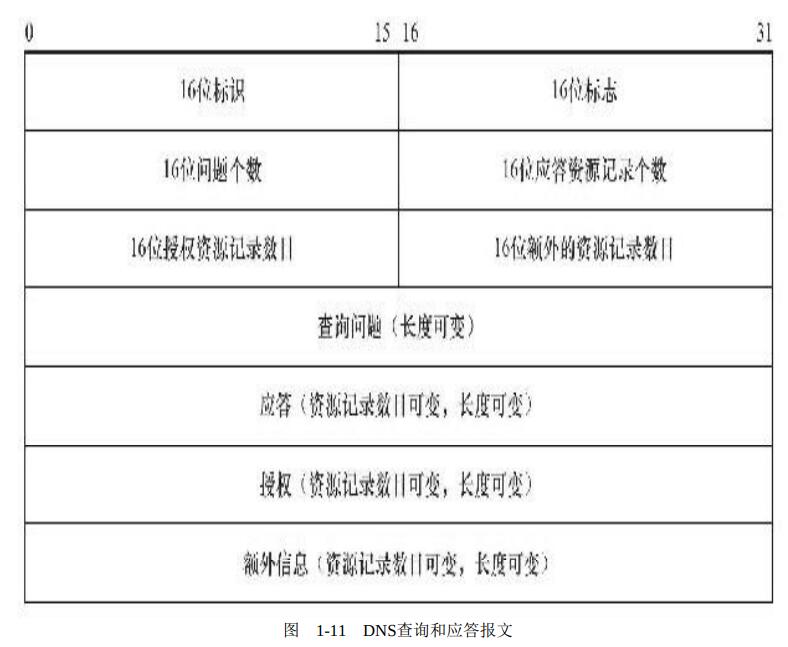 0 15 16 31
16位标识 16位标志
16位问题个数 16位应答资源记录个数
16位授权资源记录数目 16位额外的资源记录数目
查询问题（长度可变）
应答（资源记录数目可变，长度可变）
授权（资源记录数目可变，长度可变）
额外信息（资源记录数目可变，长度可变）
图 1-11 DNS查询和应答报文